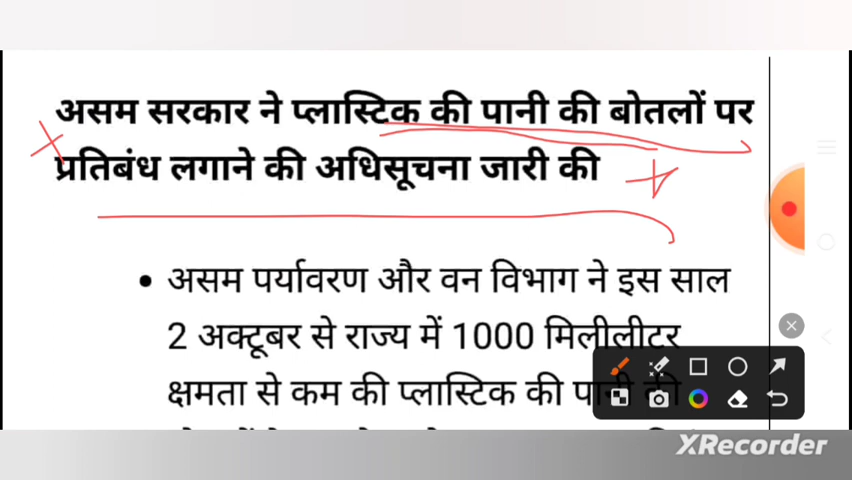 असम सरकार ने प्लास्टिक की पानी की बोतलों पर
प्रतिबंध लगाने की अधिसूचना जारी की
• असम पर्यावरण और वन विभाग ने इस साल
2 अक्टूबर से राज्य में 1000 मिलीलीटर
क्षमता से कम की प्लास्टिक की पानी की
XRecorder